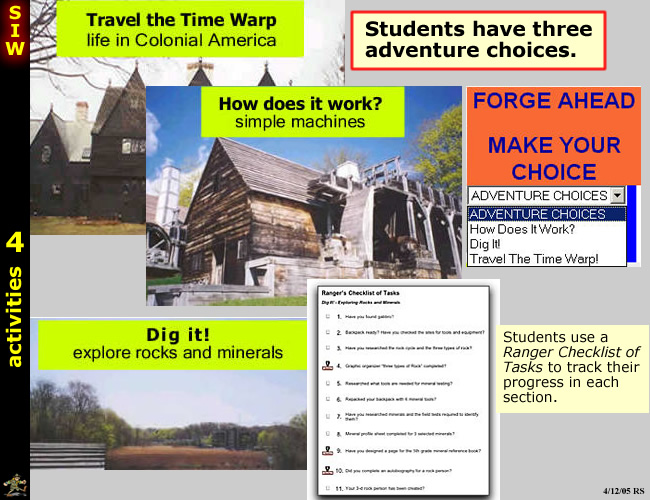 S
I
W
4
activities
Travel the Time Warp
life in Colonial America
Students have three
adventure choices.
How does it work?
simple machines
FORGE AHEAD
MAKE YOUR
CHOICE
ADVENTURE CHOICES
ADVENTURE CHOICES
How Does It Work?
Dig It!
Travel The Time Warp!
Dig it!
explore rocks and minerals
Ranger's Checklist of Tasks
Dig It! - Exploring Rocks and Minerals
1. Have you found gabbro?
2. Backpack ready? Have you checked the sites for tools and equipment?
3. Have you researched the rock cycle and the three types of rock?
4. Graphic organizer "three types of Rock" completed?
5. Researched what tools are needed for mineral testing?
6. Repacked your backpack with 6 mineral tools?
7. Have you researched minerals and the field tests required to identify
them?
8. Mineral profile sheet completed for 3 selected minerals?
9. Have you designed a page for the 5th grade mineral reference book?
10. Did you complete an autobiography for a rock person?
11. Your 3-d rock person has been created?
Students use a
Ranger Checklist of
Tasks to track their
progress in each
section.
4/12/05 RS